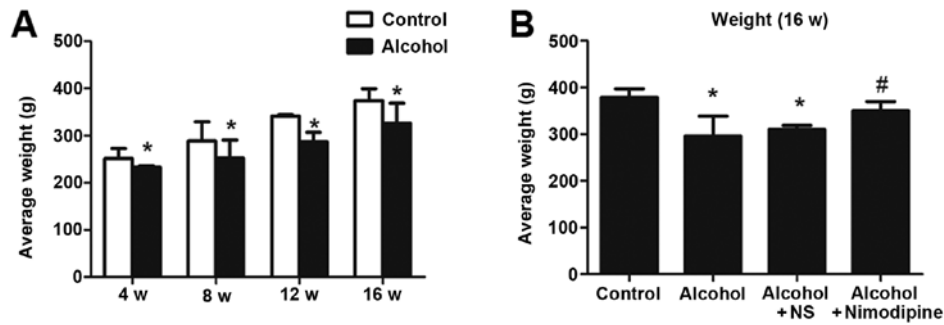 A
Control
Alcohol
Average weight (g)
500
400
300
200
100
0
*
*
*
*
4 w
8 w
12 w
16 w
B
Weight (16 w)
Average weight (g)
500
400
300
200
100
0
*
*
#
Control
Alcohol
Alcohol
+ NS
Alcohol
+ Nimodipine